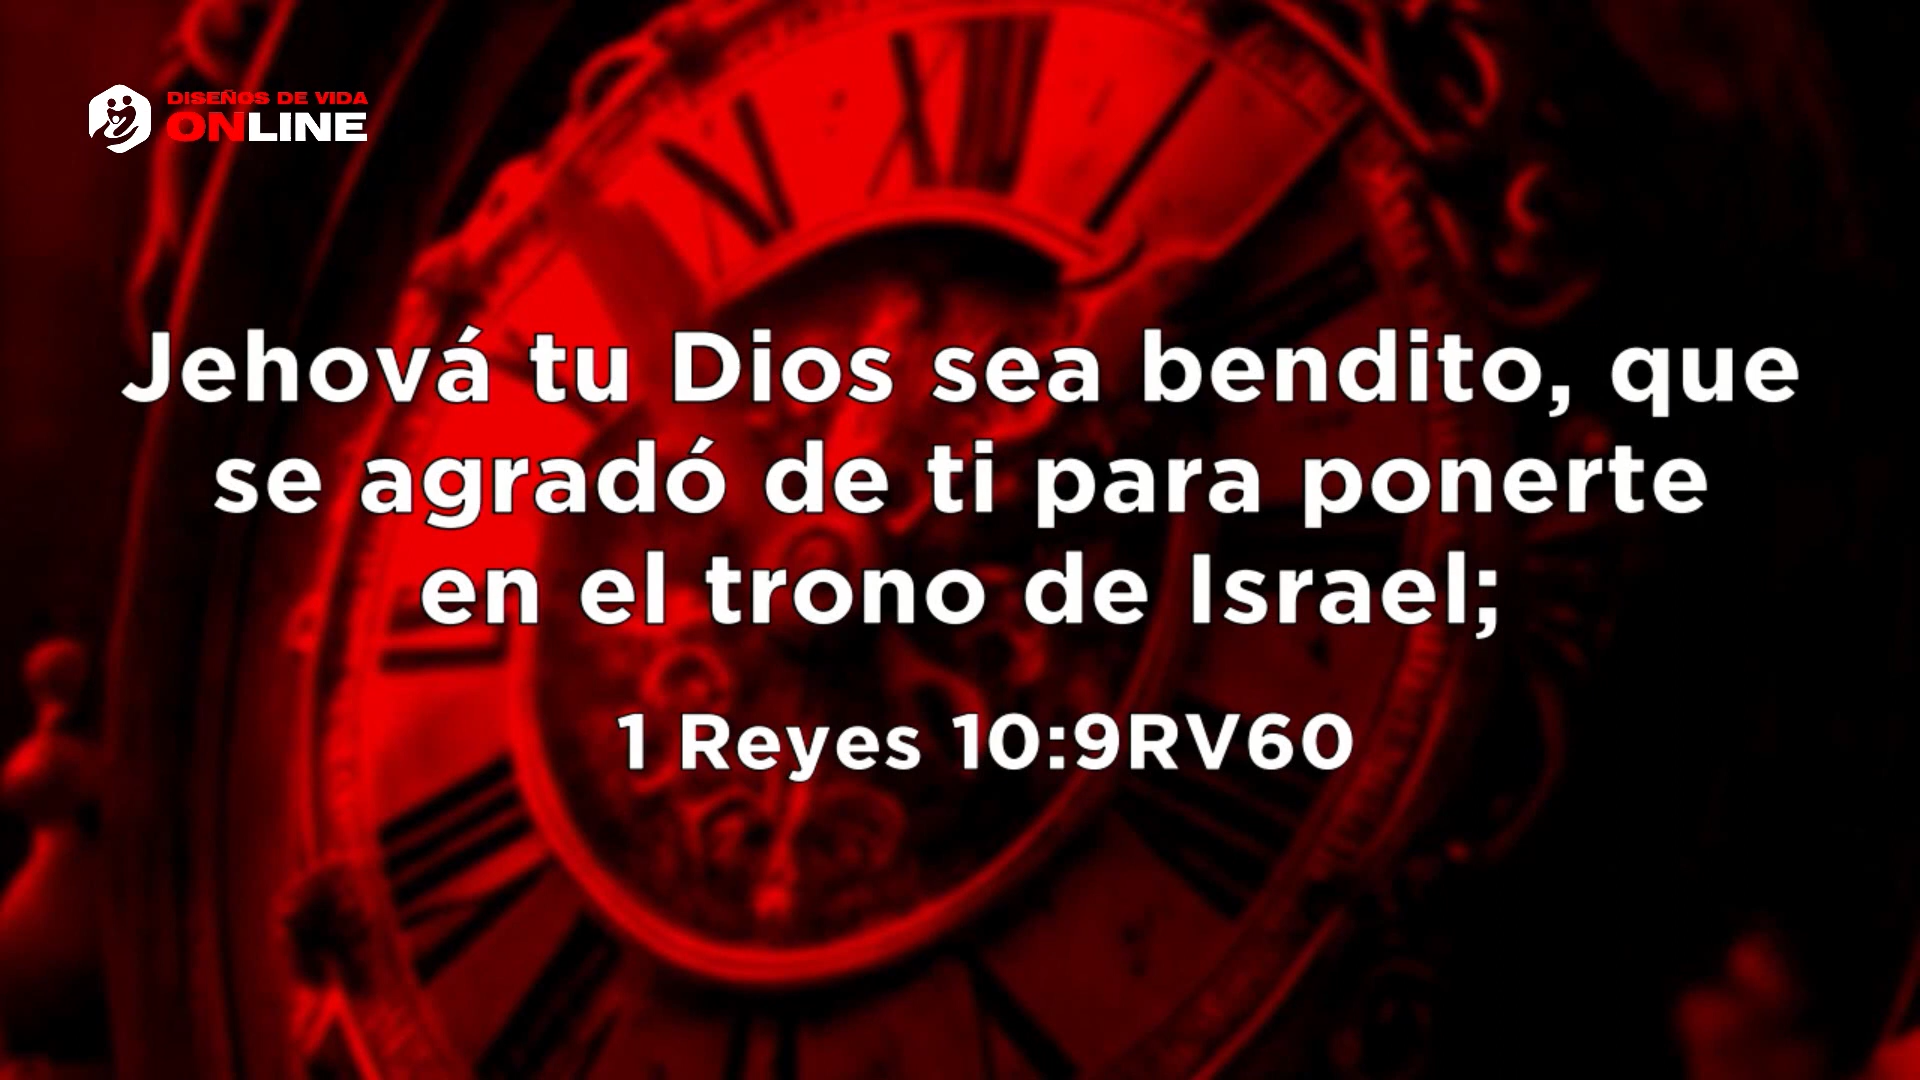 DISEÑOS DE VIDA
ONLINE
Jehová tu Dios sea bendito, que
se agradó de ti para ponerte
en el trono de Israel;
1 Reyes 10:9RV60